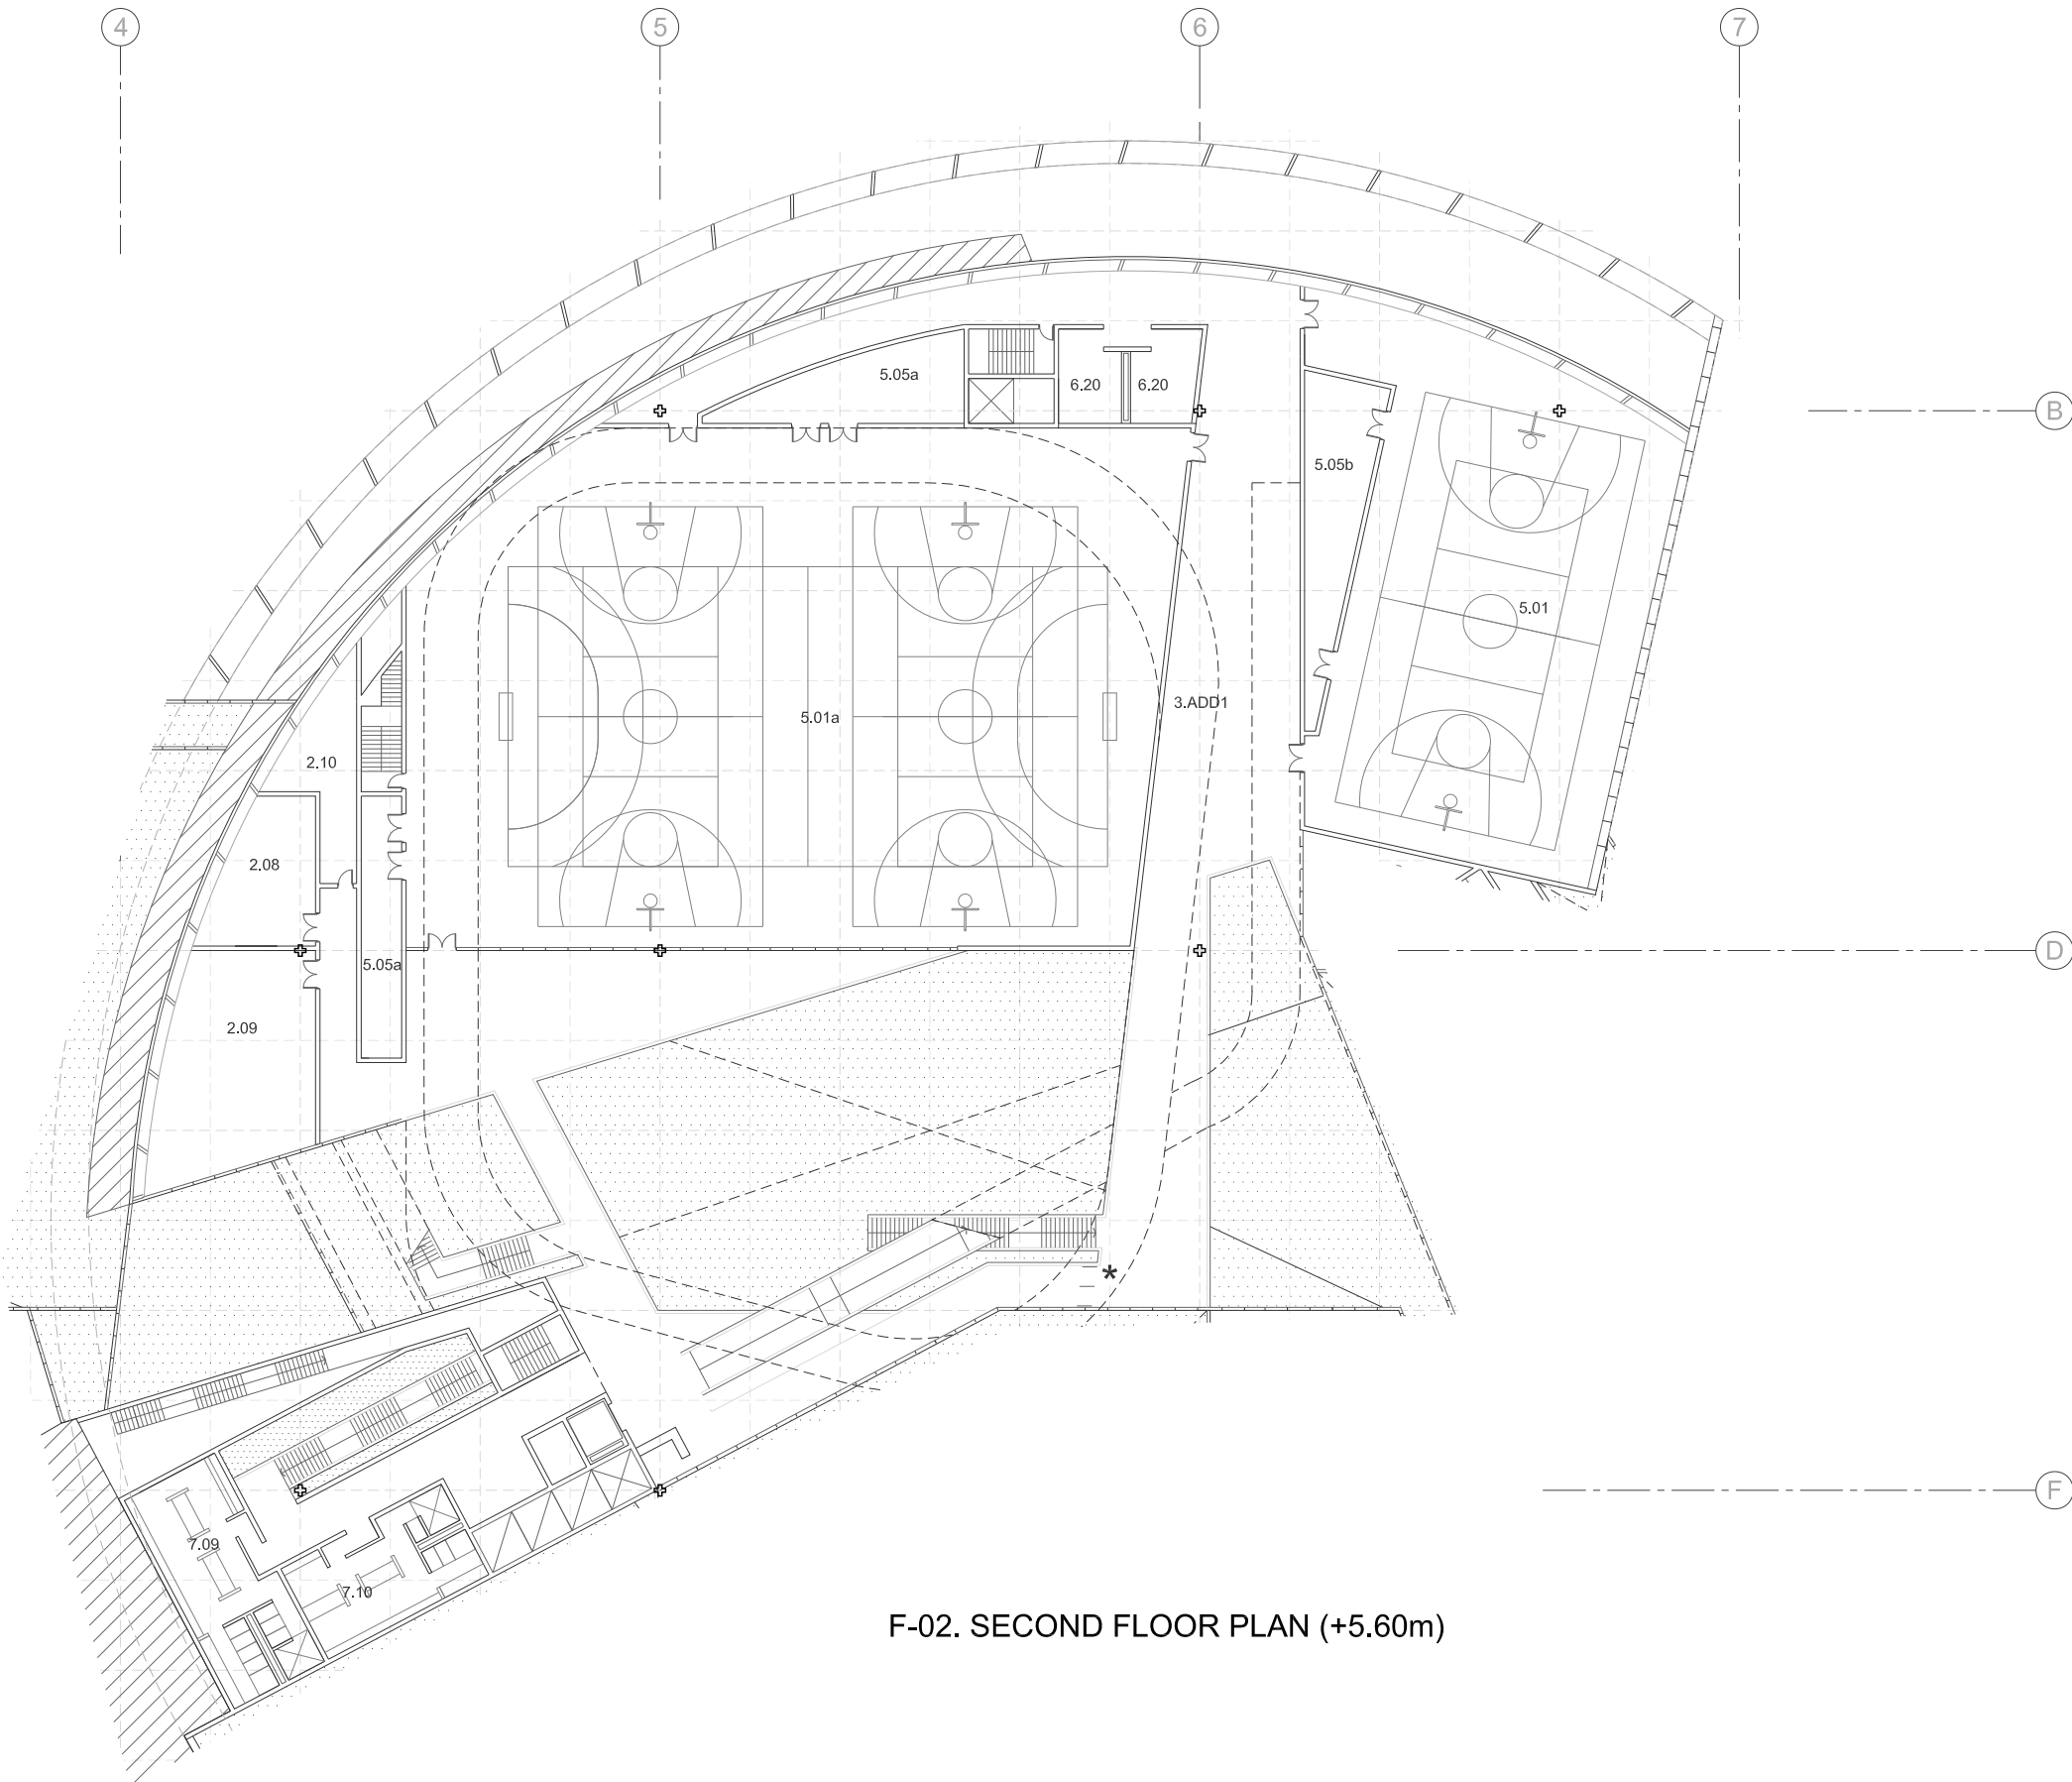 4 5 6 7
5.05a
6.20 6.20
B
5.05b
5.01
3.ADD1
5.01a
2.10
2.08
D
5.05a
2.09
*
F
7.09
7.10
F-02. SECOND FLOOR PLAN (+5.60m)